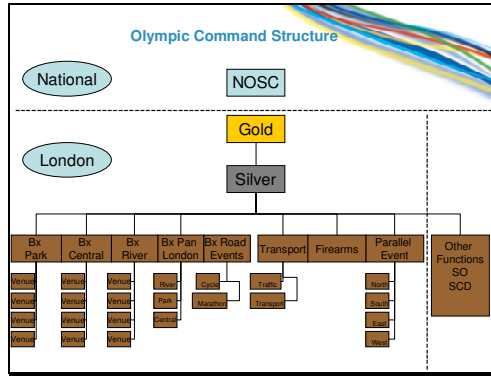 Olympic Command Structure
National
NOSC
Gold
London
Silver
Bx Park
Bx Central
Bx River
Bx Pan London
Bx Road Events
Transport
Firearms
Parallel Event
Other Functions
SO
SCD
Venue
Venue
Venue
Venue
Venue
Venue
Venue
Venue
Venue
Venue
Venue
Venue
River
Park
Central
Cycle
Marathon
Traffic
Transport
North
South
East
West